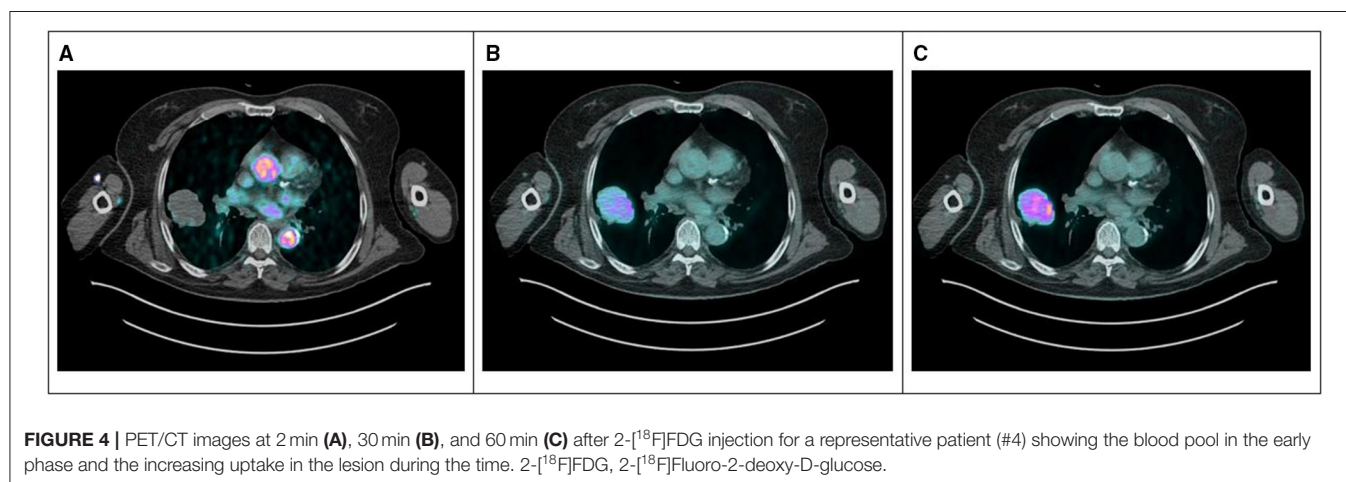 A
B
C
FIGURE 4 | PET/CT images at 2 min (A), 30 min (B), and 60 min (C) after 2-[¹⁸F]FDG injection for a representative patient (#4) showing the blood pool in the early
phase and the increasing uptake in the lesion during the time. 2-[¹⁸F]FDG, 2-[¹⁸F]Fluoro-2-deoxy-D-glucose.